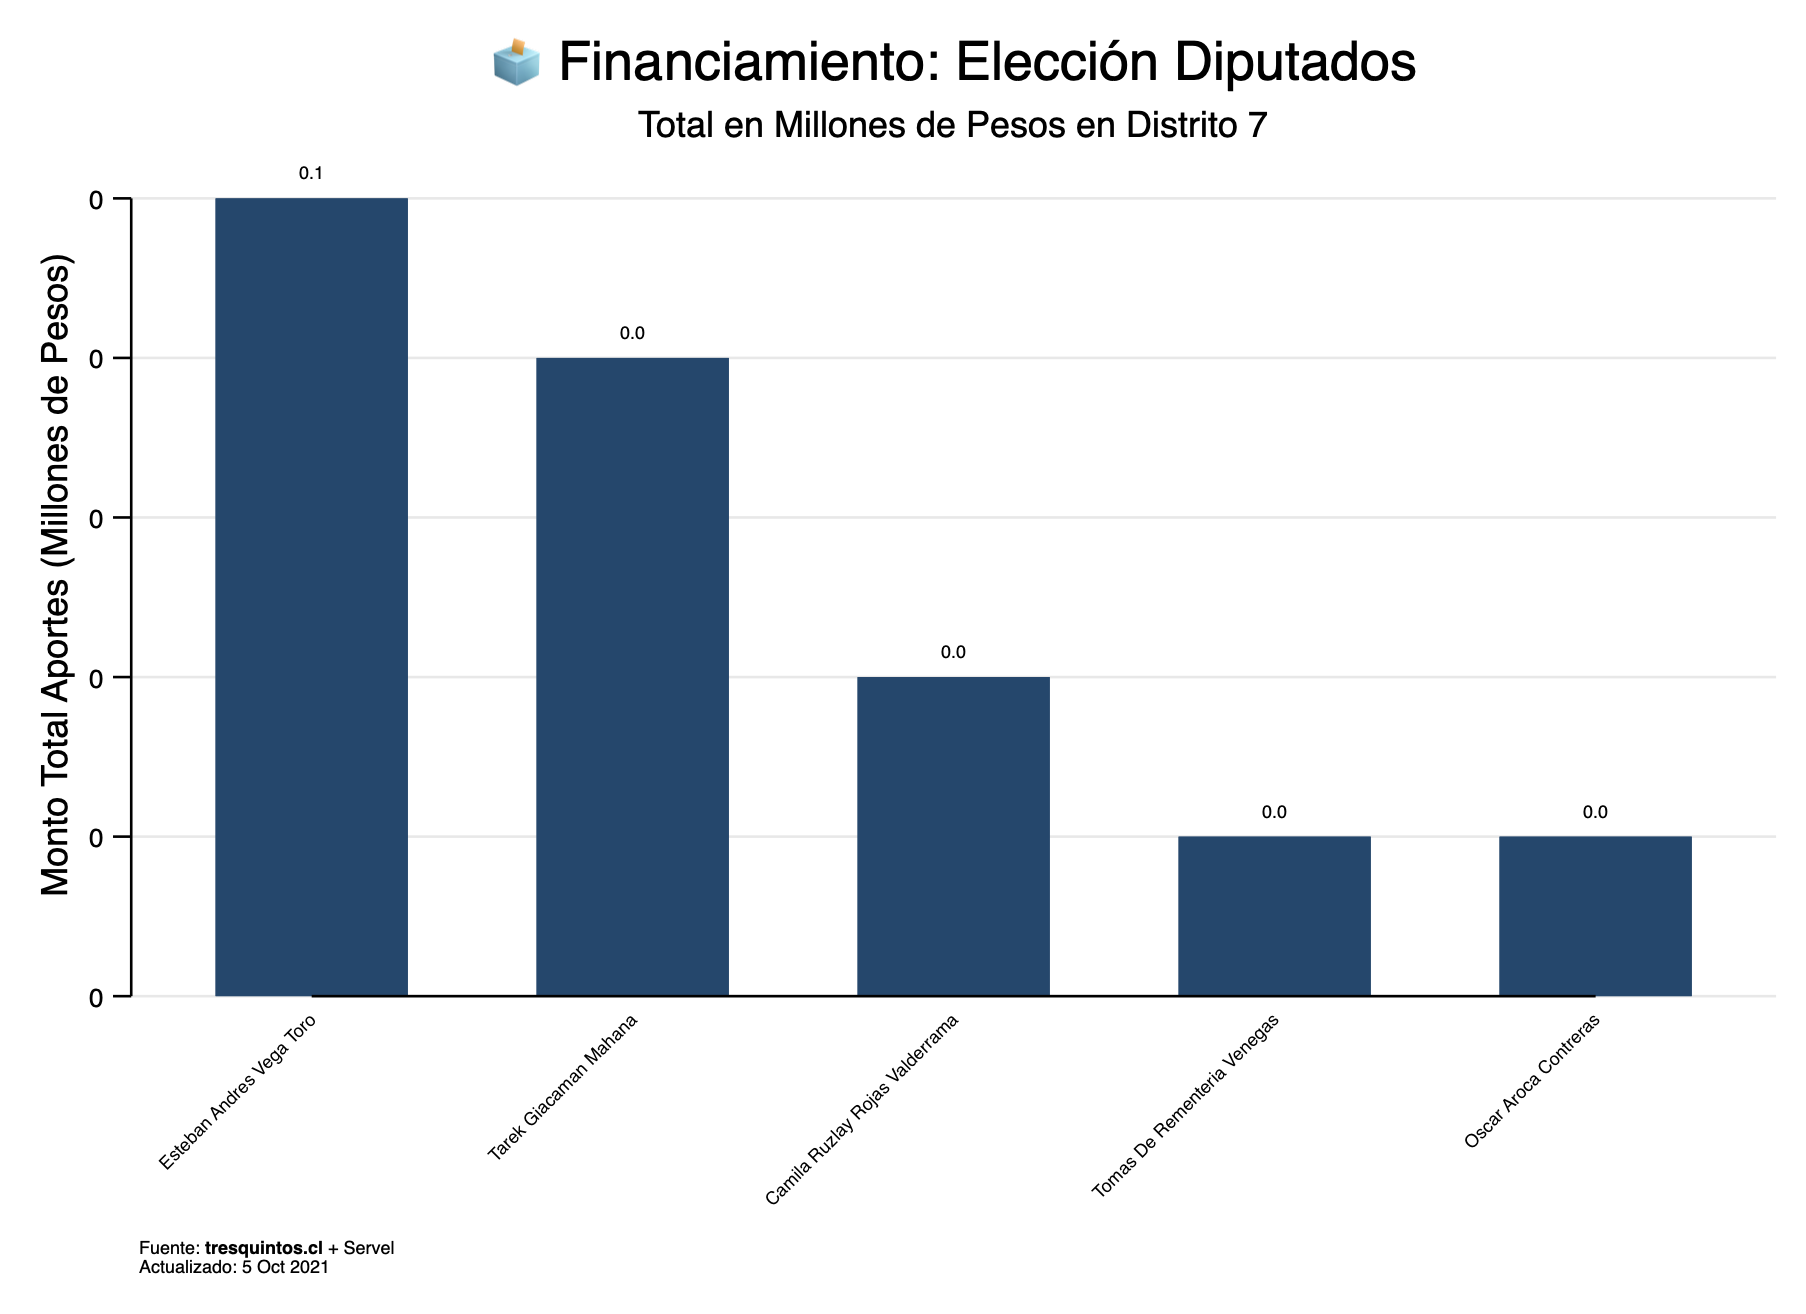 Financiamiento: Elección Diputados
Total en Millones de Pesos en Distrito 7
Monto Total Aportes (Millones de Pesos)
0
0
0
0
0
0
0.1
0.0
0.0
0.0
0.0
Esteban Andres Vega Toro
Tarek Giacaman Mahana
Camila Ruzlay Rojas Valderrama
Tomas De Rementeria Venegas
Oscar Aroca Contreras
Fuente: tresquintos.cl + Servel
Actualizado: 5 Oct 2021